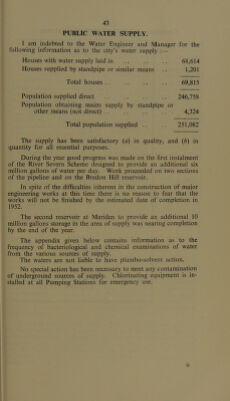 43
PUBLIC WATER SUPPLY.
I am indebted to the Water Engineer and Manager for the
following information as to the city's water supply :—
Houses with water laid in .. .. .. 68,614
Houses supplied by standpipe or similar means .. 1,201
Total houses .. .. .. 69,815
Population supplied direct .. .. .. 246,758
Population obtaining mains supply by standpipe or
other means (not direct) .. .. .. 4,324
Total population supplied .. .. 251,082
The supply has been satisfactory (a) in quality, and (b) in
quantity for all essential purposes.
During the year good progress was made on the first instalment
of the River Severn Scheme designed to provide an additional six
million gallons of water per day. Work proceeded on two sections
of the pipeline and on the Bredon Hill reservoir.
In spite of the difficulties inherent in the construction of major
engineering works at this time there is no reason to fear that the
works will not be finished by the estimated date of completion in
1952.
The second reservoir at Meriden to provide an additional 10
million gallons storage in the area of supply was nearing completion
by the end of the year.
The appendix given below contains information as to the
frequency of bacteriological and chemical examinations of water
from the various sources of supply.
The waters are not liable to have plumbo-solvent action.
No special action has been necessary to meet any contamination
of underground sources of supply. Chlorinating equipment is in-
stalled at all Pumping Stations for emergency use.